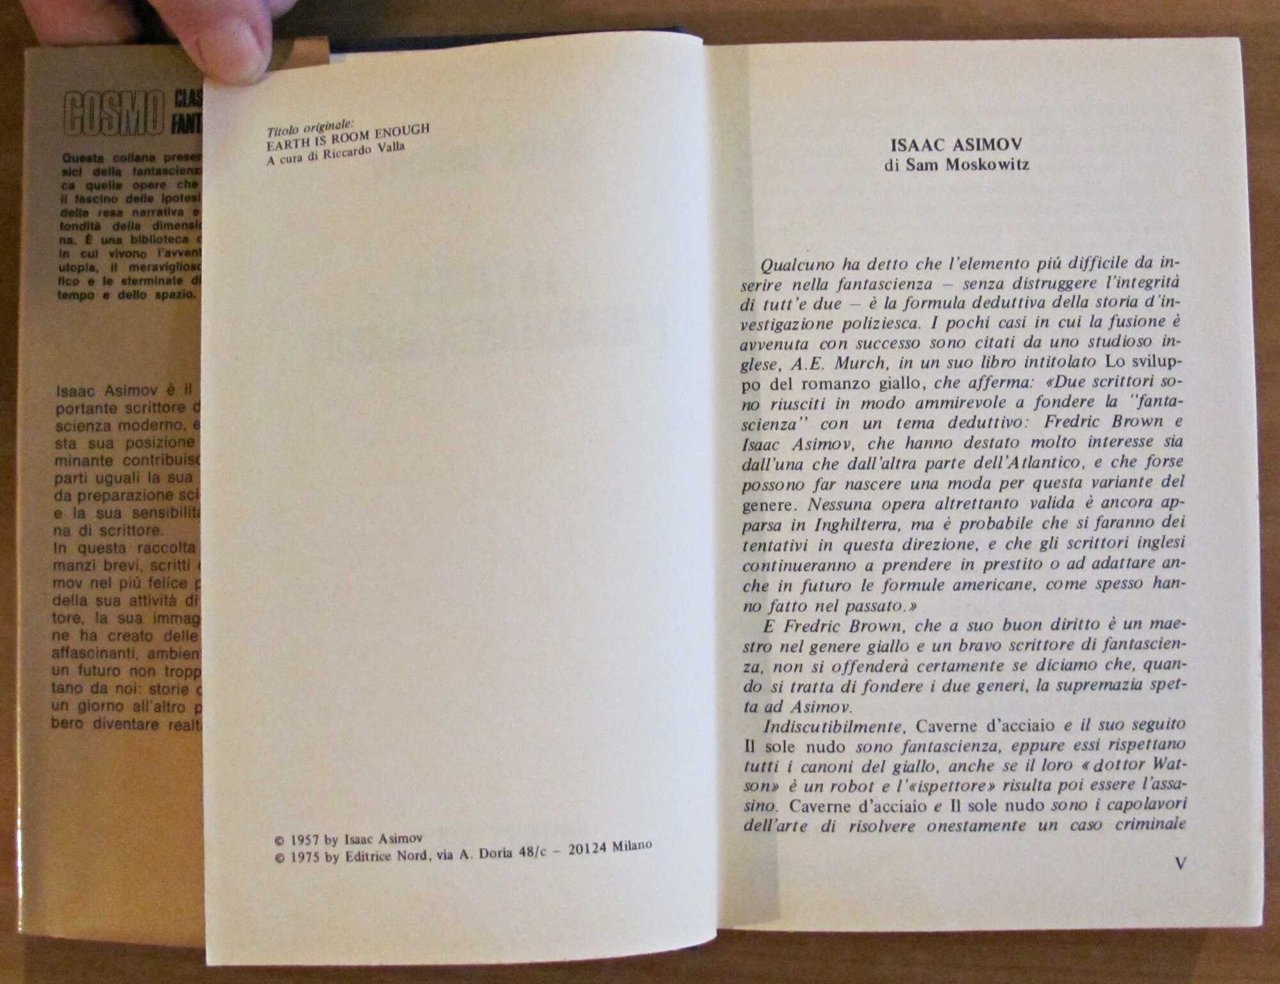 COSMO CLAS
FANT
Questa collana presen
sici della fantascienz
ca quelle opere che
il fascino delle ipotes
della resa narrativa e
fondità della dimensi
na. È una biblioteca
in cui vivono l'avvent
utopia, il meraviglioso
fico e le sterminate di
tempo e dello spazio.
Isaac Asimov è il
portante scrittore d
scienza moderno, e
sta sua posizione
minante contribuisc
parti uguali la sua
da preparazione sci
e la sua sensibilità
na di scrittore.
In questa raccolta
manzi brevi, scritti
mov nel piú felice p
della sua attività di
tore, la sua immag
ne ha creato delle
affascinanti, ambien
un futuro non tropp
tano da noi: storie
un giorno all'altro p
bero diventare realt
Titolo originale:
EARTH IS ROOM ENOUGH
A cura di Riccardo Valla
© 1957 by Isaac Asimov
© 1975 by Editrice Nord, via A. Doria 48/c – 20124 Milano
ISAAC ASIMOV
di Sam Moskowitz
Qualcuno ha detto che l'elemento piú difficile da in-
serire nella fantascienza – senza distruggere l'integrità
di tutt'e due – è la formula deduttiva della storia d'in-
vestigazione poliziesca. I pochi casi in cui la fusione è
avvenuta con successo sono citati da uno studioso in-
glese, A.E. Murch, in un suo libro intitolato Lo svilup-
po del romanzo giallo, che afferma: «Due scrittori so-
no riusciti in modo ammirevole a fondere la "fanta-
scienza" con un tema deduttivo: Fredric Brown e
Isaac Asimov, che hanno destato molto interesse sia
dall'una che dall'altra parte dell'Atlantico, e che forse
possono far nascere una moda per questa variante del
genere. Nessuna opera altrettanto valida è ancora ap-
parsa in Inghilterra, ma è probabile che si faranno dei
tentativi in questa direzione, e che gli scrittori inglesi
continueranno a prendere in prestito o ad adattare an-
che in futuro le formule americane, come spesso han-
no fatto nel passato.»
E Fredric Brown, che a suo buon diritto è un mae-
stro nel genere giallo e un bravo scrittore di fantascien-
za, non si offenderà certamente se diciamo che, quan-
do si tratta di fondere i due generi, la supremazia spet-
ta ad Asimov.
Indiscutibilmente, Caverne d'acciaio e il suo seguito
Il sole nudo sono fantascienza, eppure essi rispettano
tutti i canoni del giallo, anche se il loro «dottor Wat-
son» è un robot e l'«ispettore» risulta poi essere l'assa-
sino. Caverne d'acciaio e Il sole nudo sono i capolavori
dell'arte di risolvere onestamente un caso criminale
V